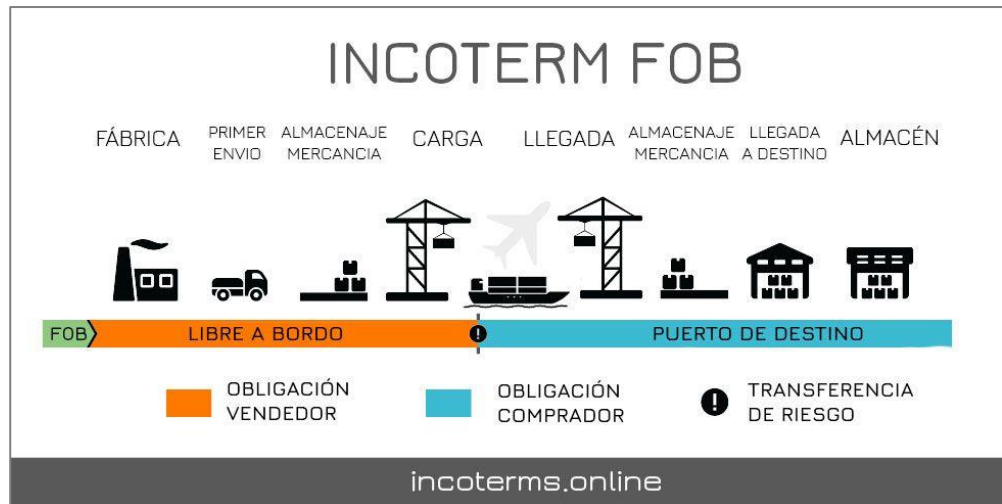 INCOTERM FOB
FÁBRICA
PRIMER
ENVIO
ALMACENAJE
MERCANCIA
CARGA
LLEGADA
ALMACENAJE
MERCANCIA
LLEGADA
A DESTINO
ALMACÉN
FOB
LIBRE A BORDO
PUERTO DE DESTINO
OBLIGACIÓN
VENDEDOR
OBLIGACIÓN
COMPRADOR
TRANSFERENCIA
DE RIESGO
incoterms.online